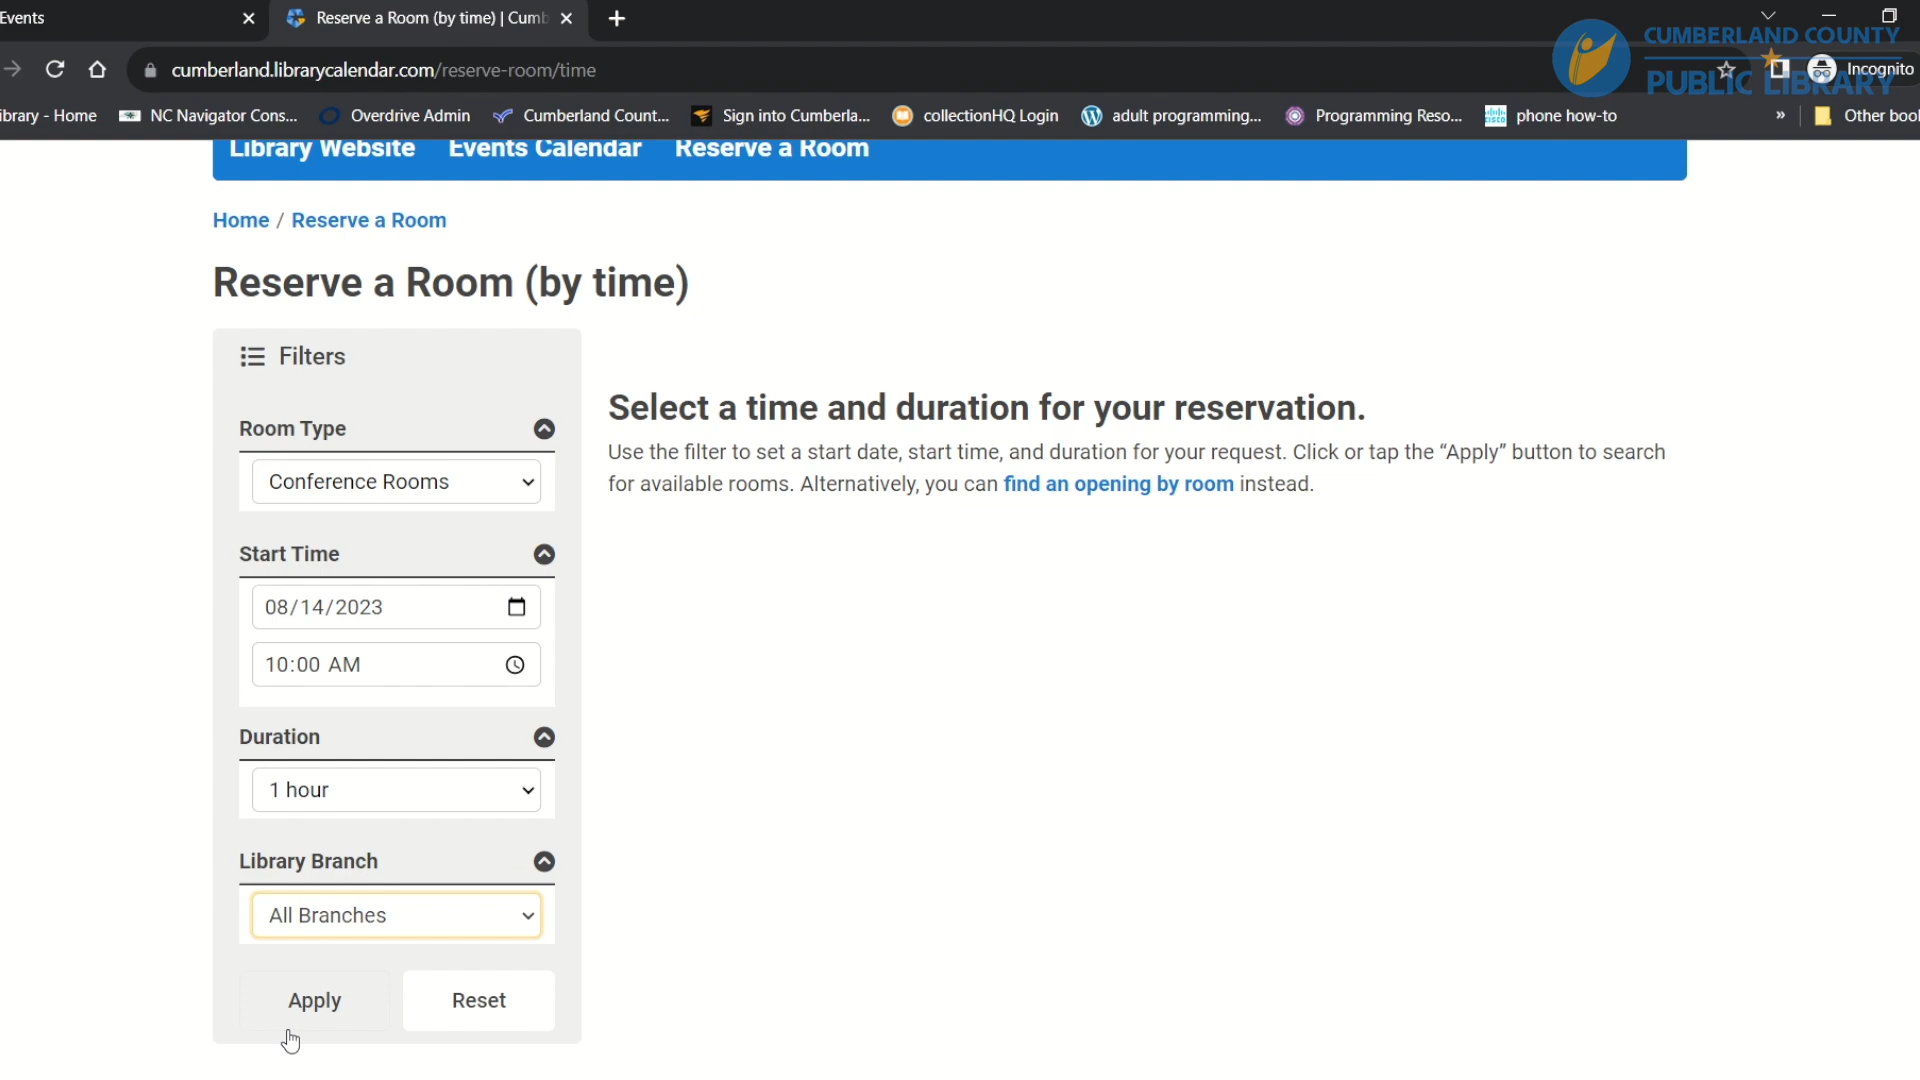 Events
Reserve a Room (by time) | Cumb
cumberland.librarycalendar.com/reserve-room/time
Incognito
CUMBERLAND COUNTY
PUBLIC LIBRARY
ibrary - Home NC Navigator Cons... Overdrive Admin Cumberland Count... Sign into Cumberla... collectionHQ Login adult programming... Programming Reso... phone how-to » Other bool
Library Website Events Calendar Reserve a Room
Home / Reserve a Room
Reserve a Room (by time)
Filters
Room Type
Conference Rooms
Start Time
08/14/2023
10:00 AM
Duration
1 hour
Library Branch
All Branches
Apply Reset
Select a time and duration for your reservation.
Use the filter to set a start date, start time, and duration for your request. Click or tap the “Apply” button to search
for available rooms. Alternatively, you can find an opening by room instead.